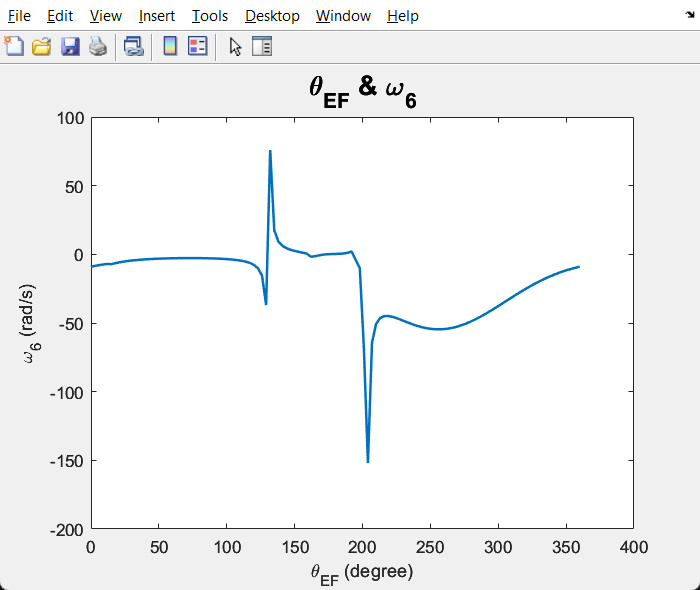 File Edit View Insert Tools Desktop Window Help
θEF & ω6
100
50
0
-50
-100
-150
-200
ω6 (rad/s)
0 50 100 150 200 250 300 350 400
θEF (degree)